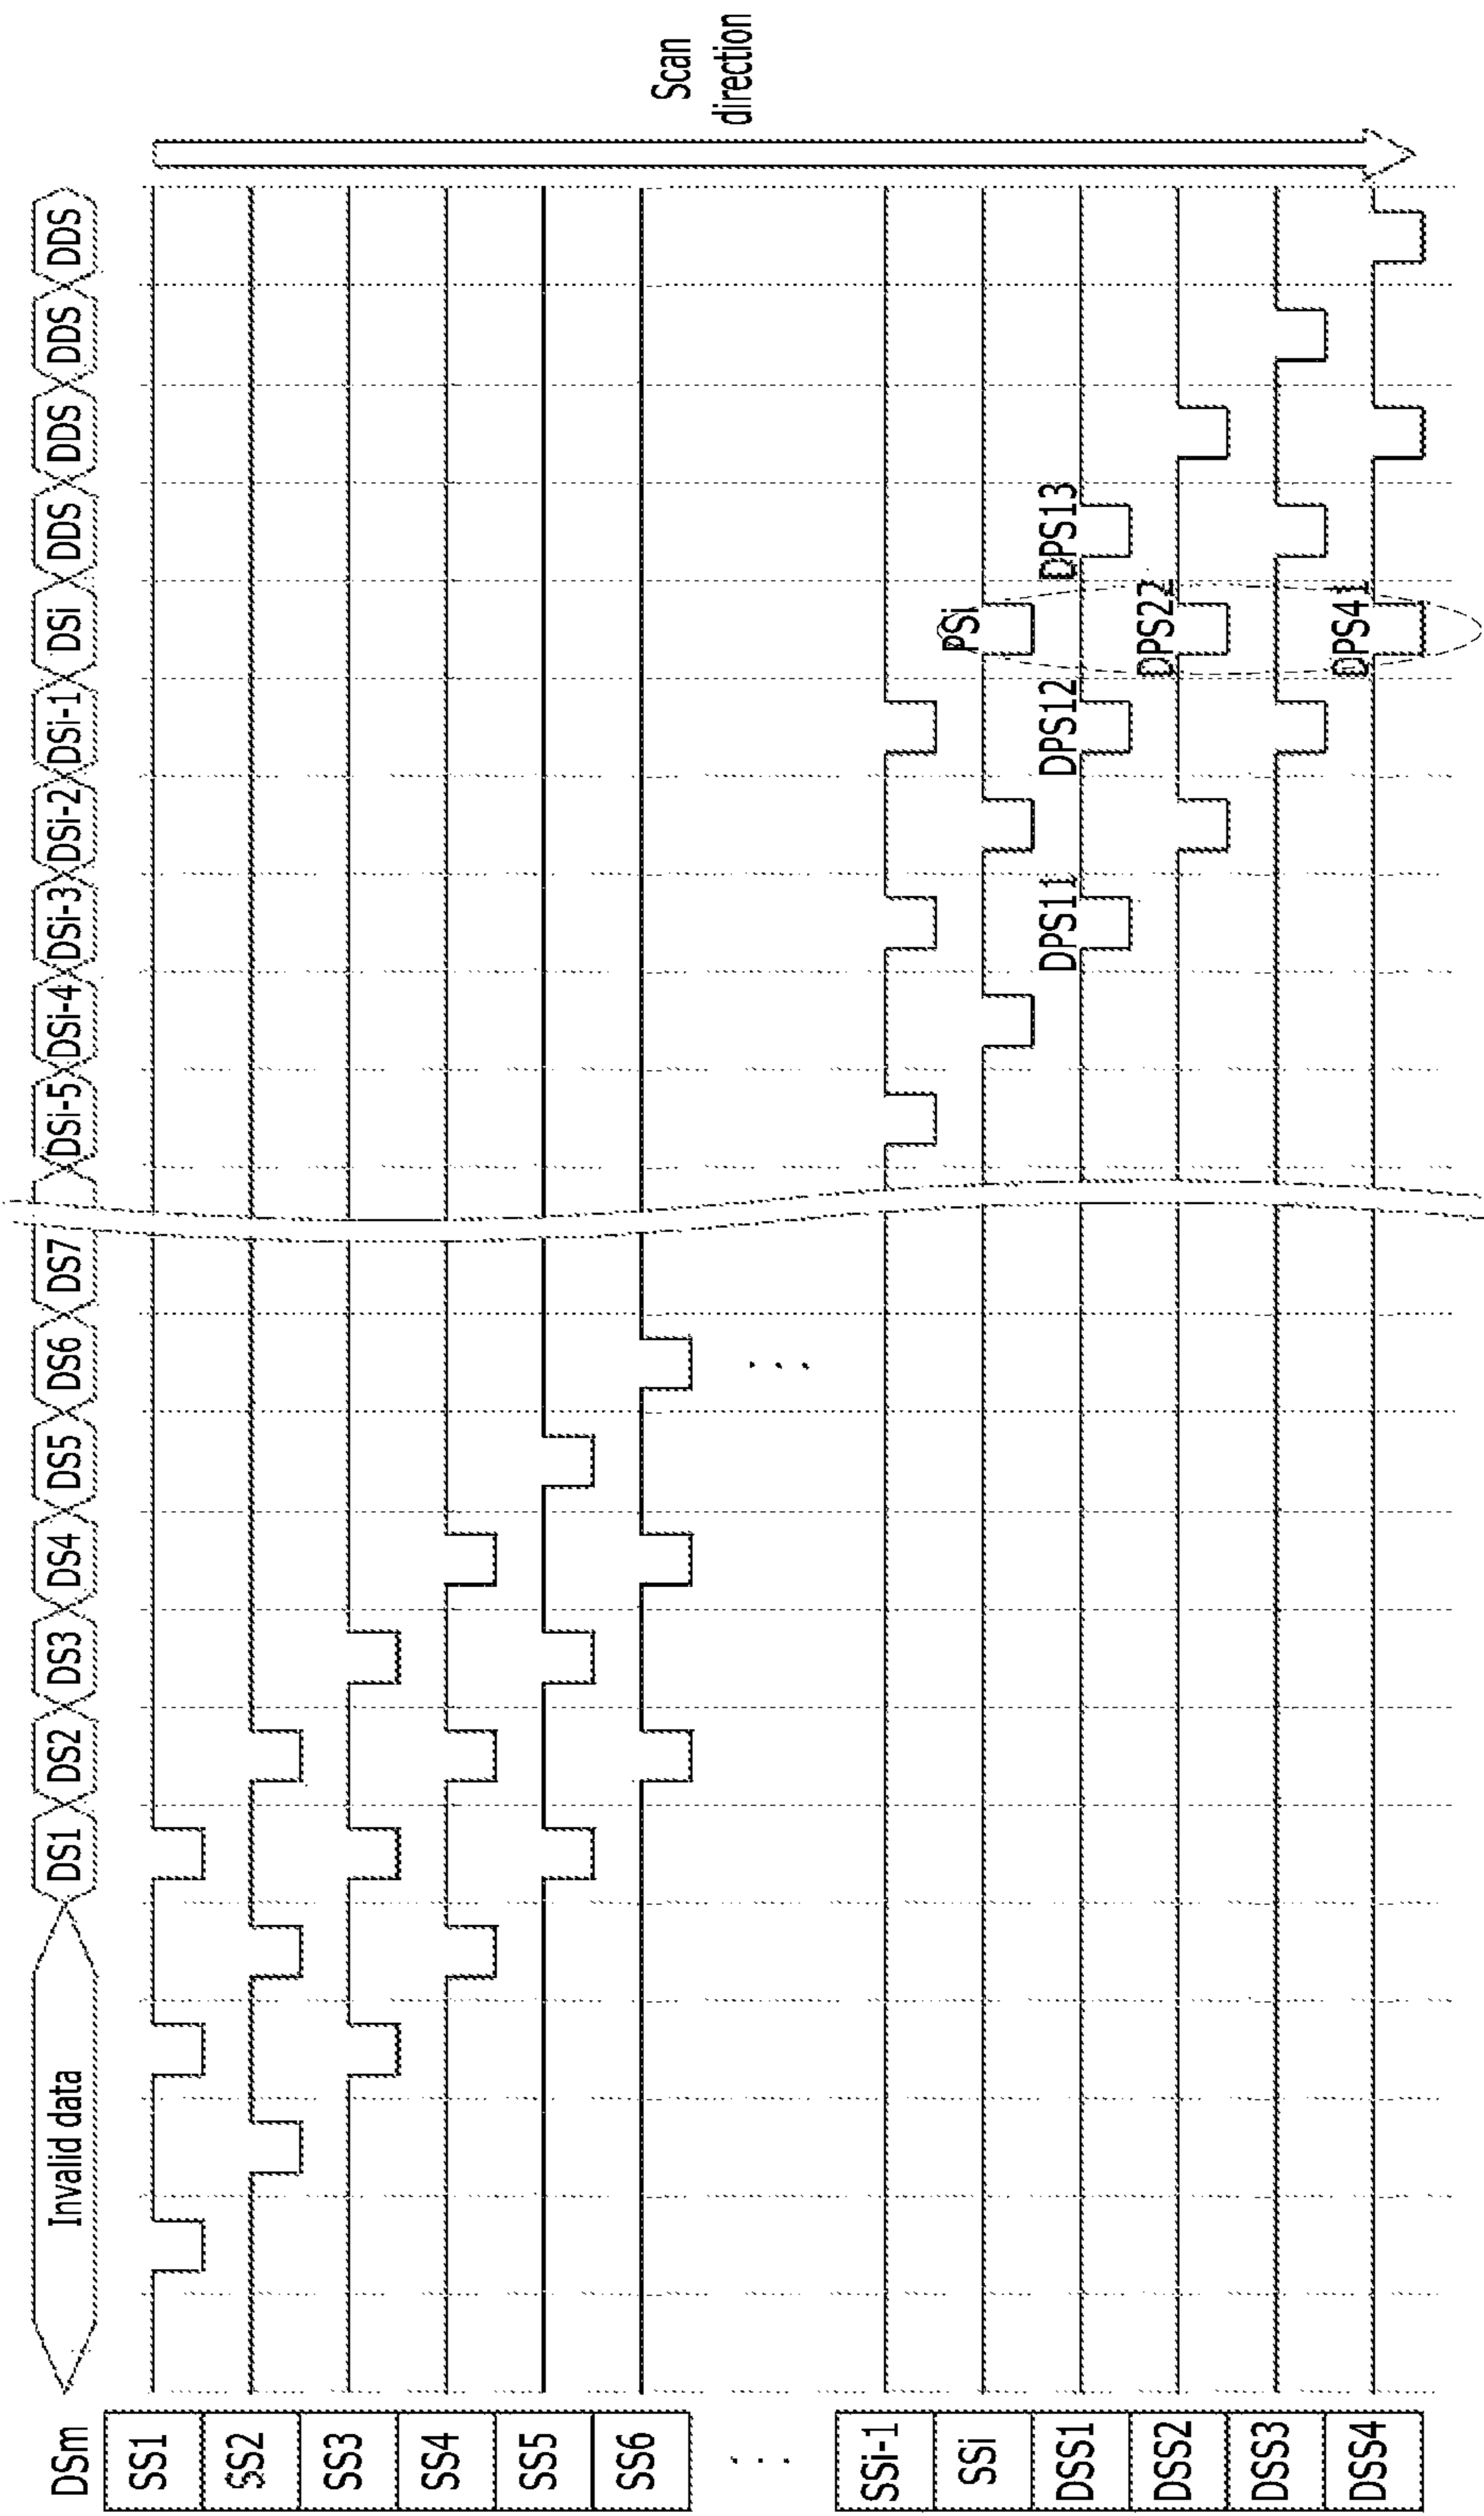 DSm
Invalid data
DS1
DS2
DS3
DS4
DS5
DS6
DS7
DSi-5
DSi-4
DSi-3
DSi-2
DSi-1
DSi
DDS
DDS
DDS
DDS
SS1
SS2
SS3
SS4
SS5
SS6
. . .
. . .
SSi-1
SSi
PSi
DSS1
DPS11
DPS12
DPS13
DSS2
DPS22
DSS3
DSS4
DPS41
Scan
direction